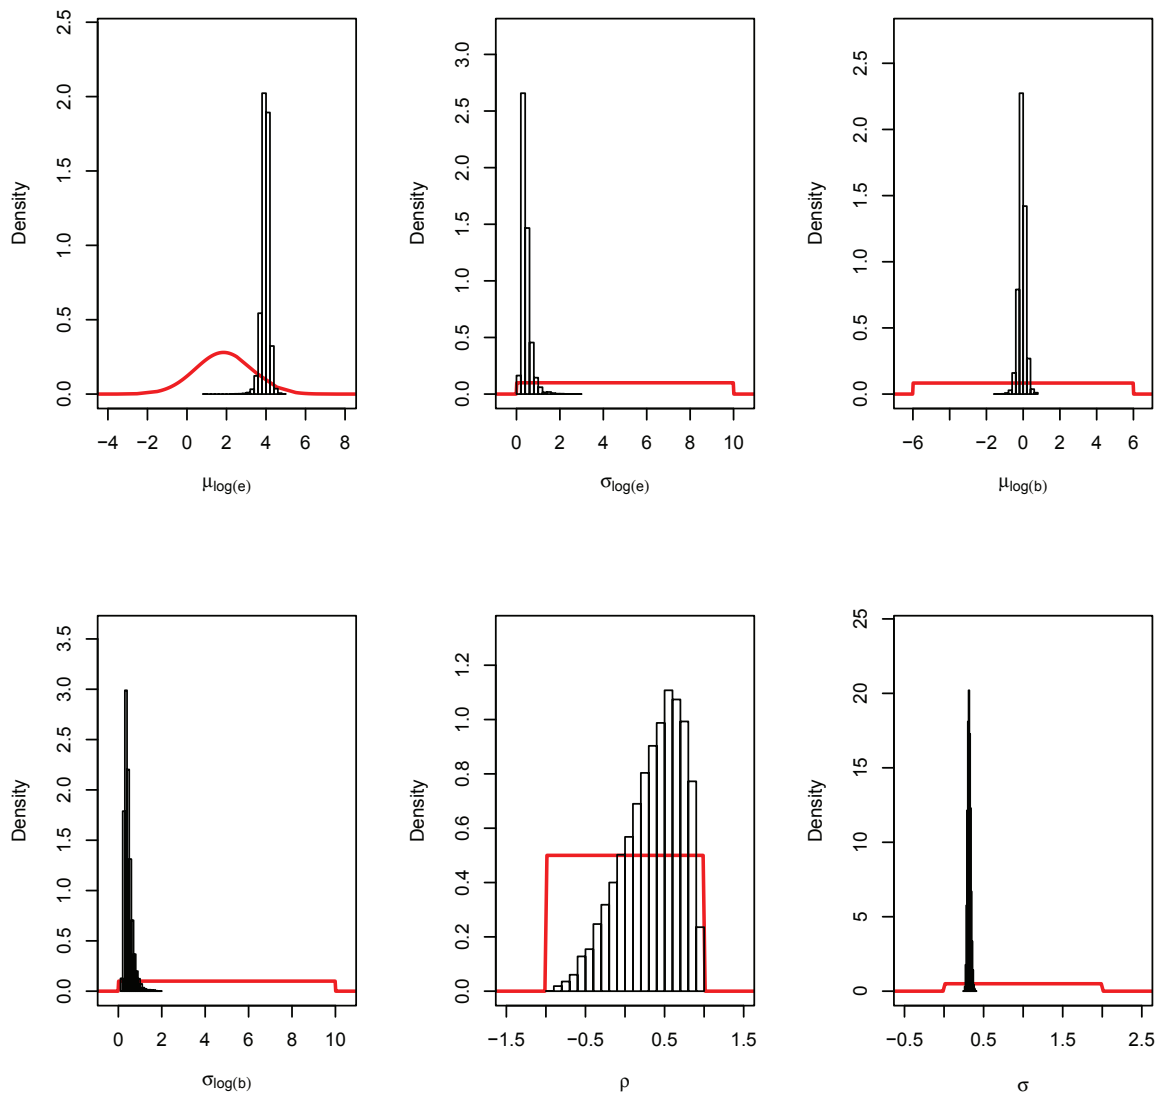 Density
0.0 0.5 1.0 1.5 2.0 2.5
−4 −2 0 2 4 6 8
μlog(e)
Density
0.0 0.5 1.0 1.5 2.0 2.5 3.0
0 2 4 6 8 10
σlog(e)
Density
0.0 0.5 1.0 1.5 2.0 2.5
−6 −2 0 2 4 6
μlog(b)
Density
0.0 0.5 1.0 1.5 2.0 2.5 3.0 3.5
0 2 4 6 8 10
σlog(b)
Density
0.0 0.2 0.4 0.6 0.8 1.0 1.2
−1.5 −0.5 0.5 1.5
ρ
Density
0 5 10 15 20 25
−0.5 0.5 1.5 2.5
σ